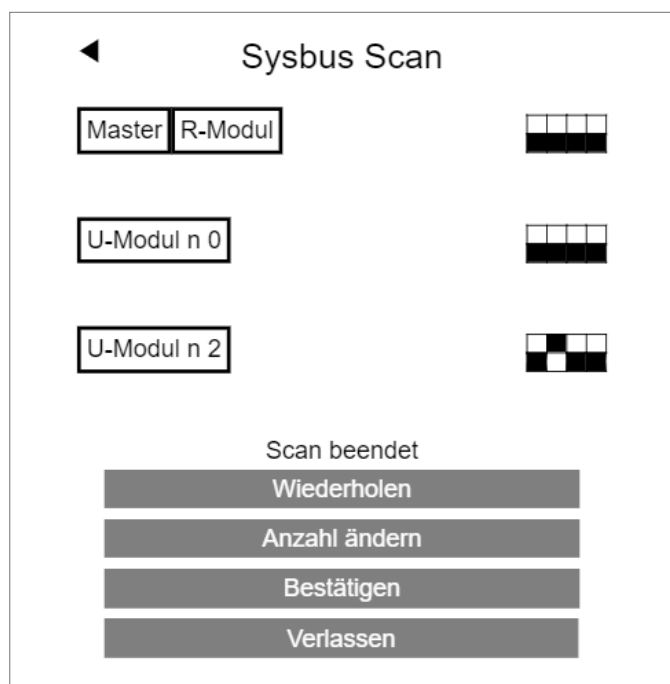 Sysbus Scan
Master R-Modul
U-Modul n 0
U-Modul n 2
Scan beendet
Wiederholen
Anzahl ändern
Bestätigen
Verlassen